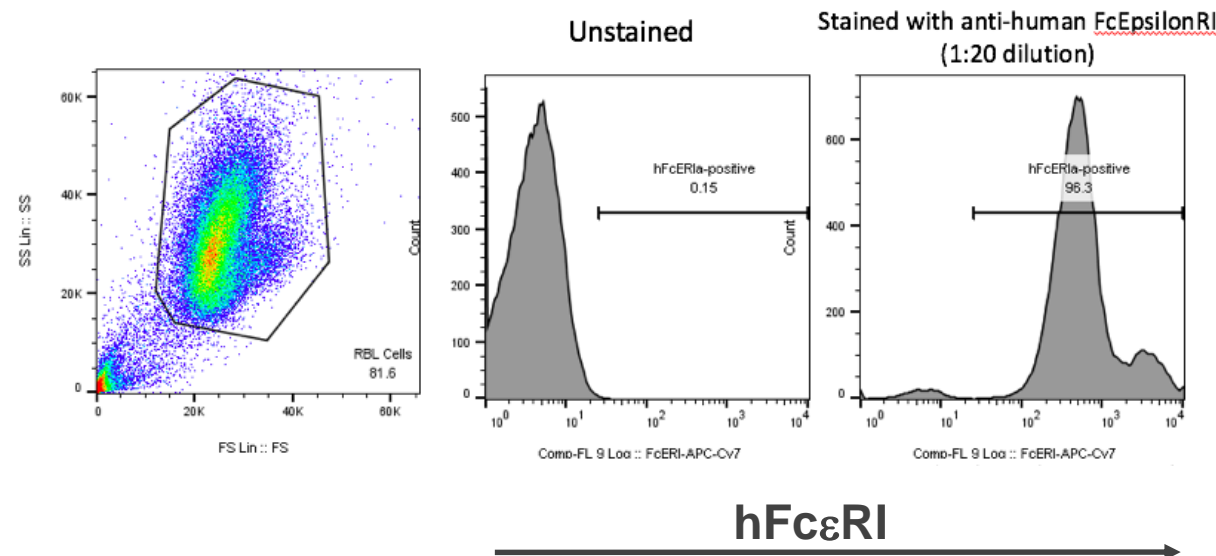 Unstained
Stained with anti-human FcEpsilonRI
(1:20 dilution)
60K
40K
20K
0
SS Lin :: SS
0
20K
40K
60K
FS Lin :: FS
RBL Cells
81.6
Count
500
400
300
200
100
0
hFcERIa-positive
0.15
10^0
10^1
10^2
10^3
10^4
Comp-FL 9 Log :: FcERI-APC-Cy7
Count
600
400
200
0
hFcERIa-positive
96.3
10^0
10^1
10^2
10^3
10^4
Comp-FL 9 Log :: FcERI-APC-Cy7
hFcεRI